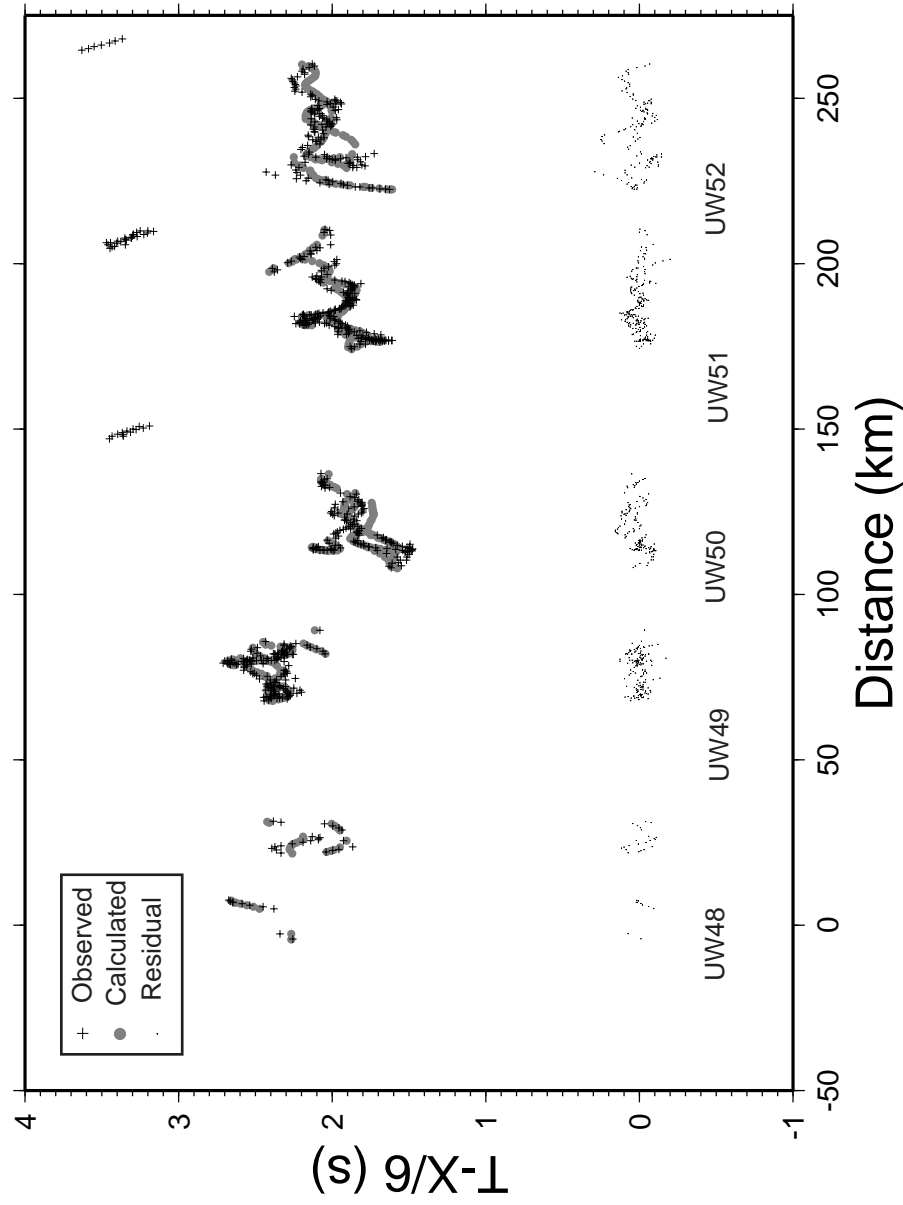 Observed
Calculated
Residual
4
3
2
1
0
-1
T-X/6 (s)
UW48
UW49
UW50
UW51
UW52
-50
0
50
100
150
200
250
Distance (km)